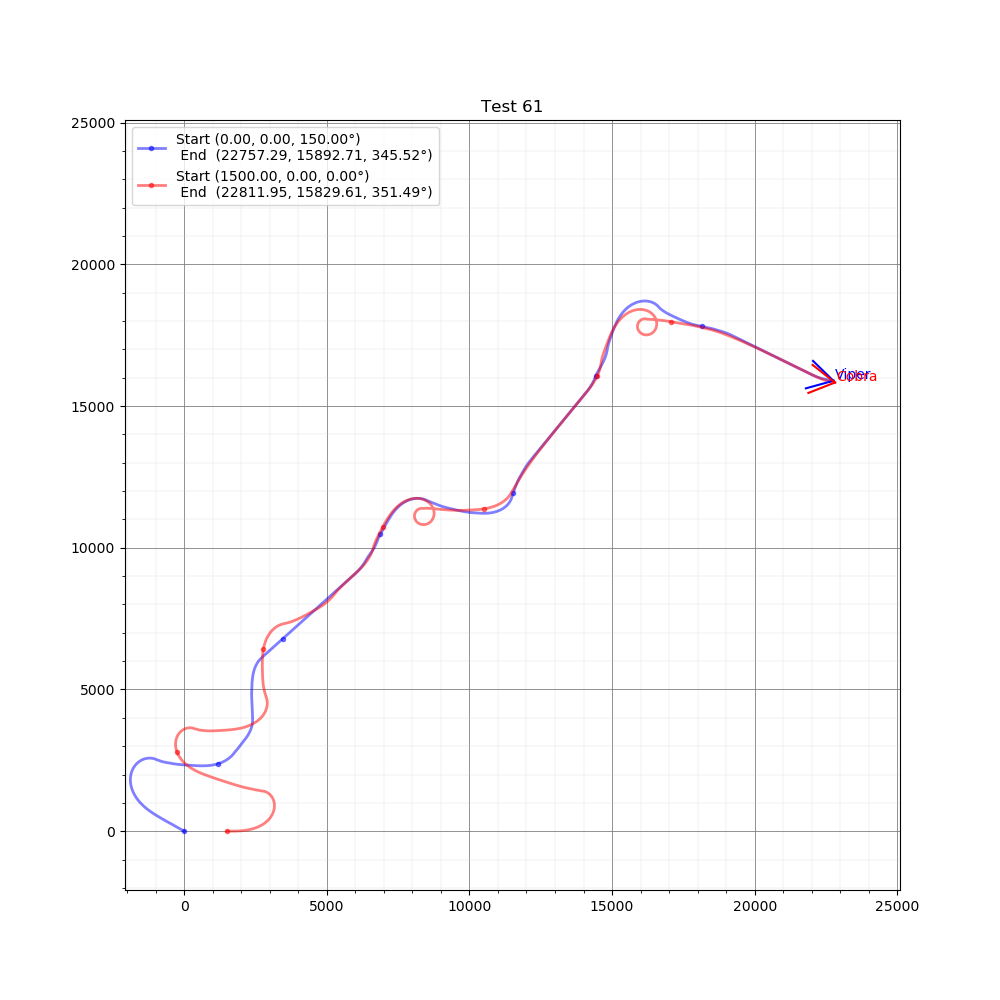 Test 61
Start (0.00, 0.00, 150.00°)
End (22757.29, 15892.71, 345.52°)
Start (1500.00, 0.00, 0.00°)
End (22811.95, 15829.61, 351.49°)
25000
20000
15000
10000
5000
0
Viper
Cobra
0 5000 10000 15000 20000 25000